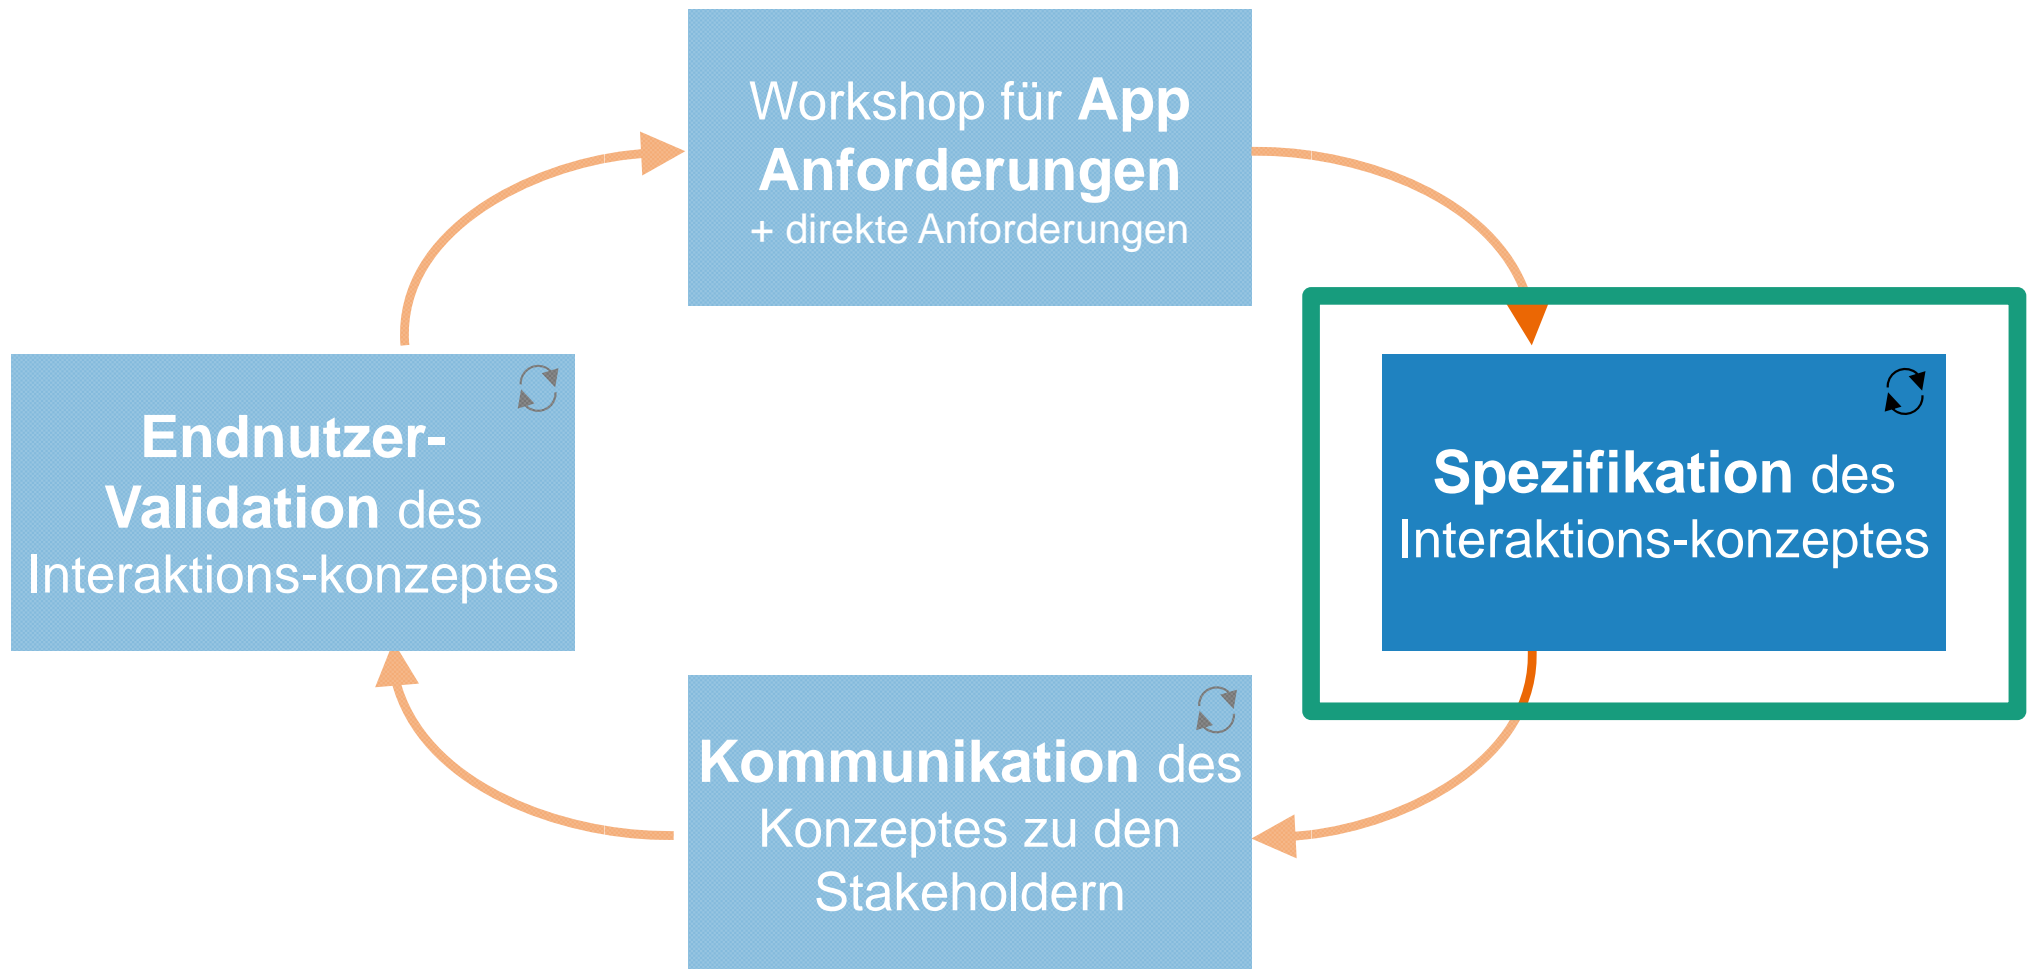 Workshop für App
Anforderungen
+ direkte Anforderungen
Spezifikation des
Interaktions-konzeptes
Kommunikation des
Konzeptes zu den
Stakeholdern
Endnutzer-
Validation des
Interaktions-konzeptes